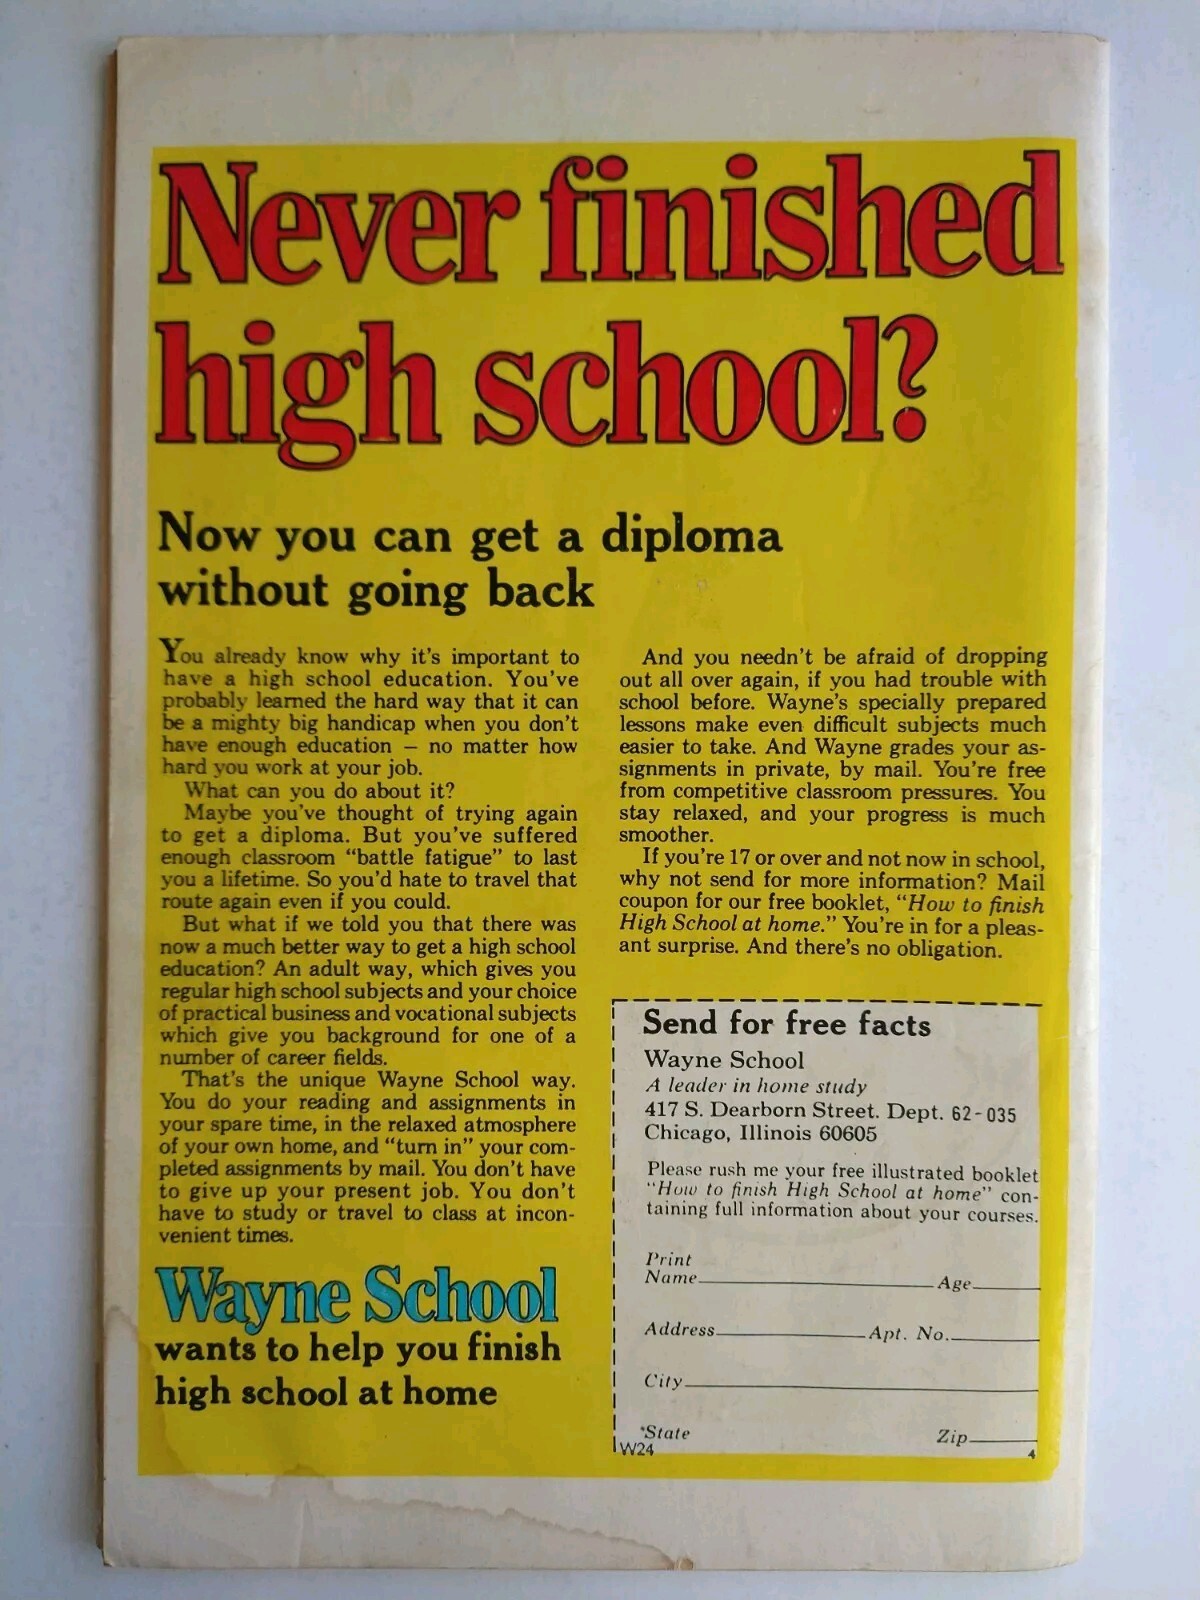 Never finished
high school?
Now you can get a diploma
without going back
You already know why it's important to
have a high school education. You've
probably learned the hard way that it can
be a mighty big handicap when you don't
have enough education — no matter how
hard you work at your job.
What can you do about it?
Maybe you've thought of trying again
to get a diploma. But you've suffered
enough classroom "battle fatigue" to last
you a lifetime. So you'd hate to travel that
route again even if you could.
But what if we told you that there was
now a much better way to get a high school
education? An adult way, which gives you
regular high school subjects and your choice
of practical business and vocational subjects
which give you background for one of a
number of career fields.
That's the unique Wayne School way.
You do your reading and assignments in
your spare time, in the relaxed atmosphere
of your own home, and "turn in" your com-
pleted assignments by mail. You don't have
to give up your present job. You don't
have to study or travel to class at incon-
venient times.
Wayne School
wants to help you finish
high school at home
And you needn't be afraid of dropping
out all over again, if you had trouble with
school before. Wayne's specially prepared
lessons make even difficult subjects much
easier to take. And Wayne grades your as-
signments in private, by mail. You're free
from competitive classroom pressures. You
stay relaxed, and your progress is much
smoother.
If you're 17 or over and not now in school,
why not send for more information? Mail
coupon for our free booklet, "How to finish
High School at home." You're in for a pleas-
ant surprise. And there's no obligation.
Send for free facts
Wayne School
A leader in home study
417 S. Dearborn Street. Dept. 62-035
Chicago, Illinois 60605
Please rush me your free illustrated booklet
"How to finish High School at home" con-
taining full information about your courses.
Print
Name Age
Address Apt. No.
City
*State Zip
W24 4